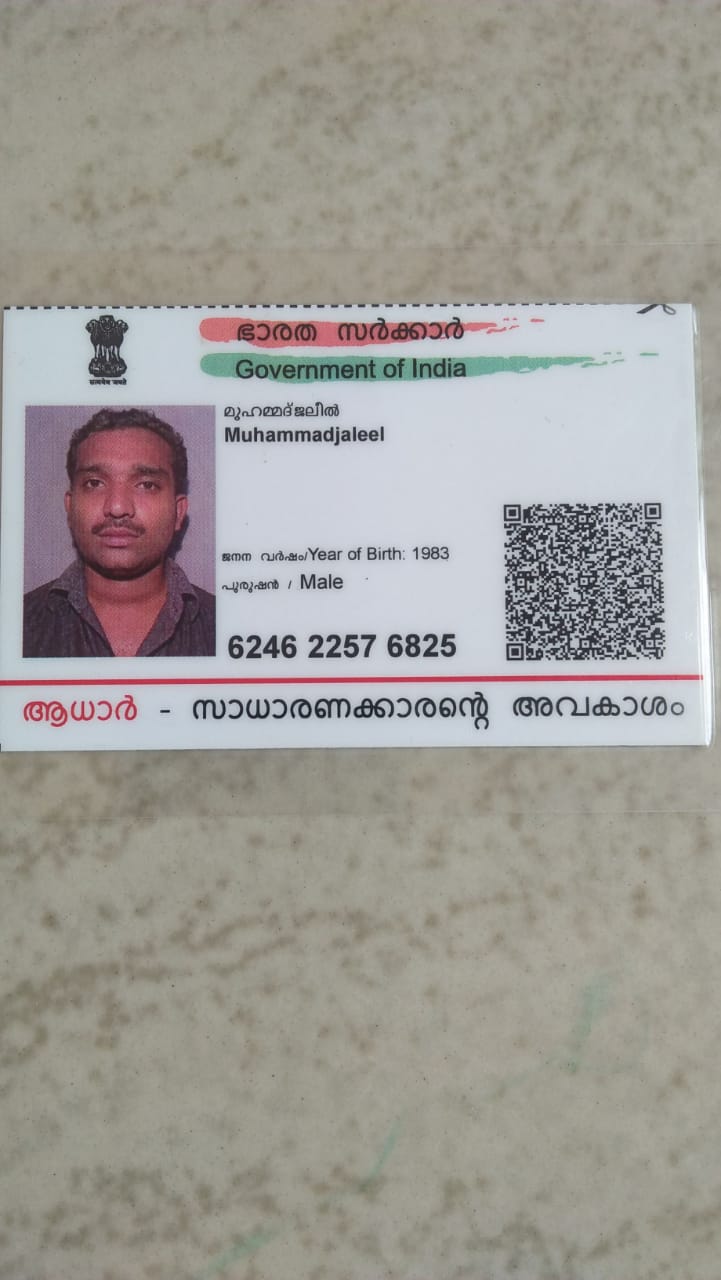 ഭാരത സർക്കാർ
Government of India
सत्यमेव जयते
മുഹമ്മദ്ജലീൽ
Muhammadjaleel
ജനന വർഷം/Year of Birth: 1983
പുരുഷൻ / Male
6246 2257 6825
ആധാർ - സാധാരണക്കാരന്റെ അവകാശം